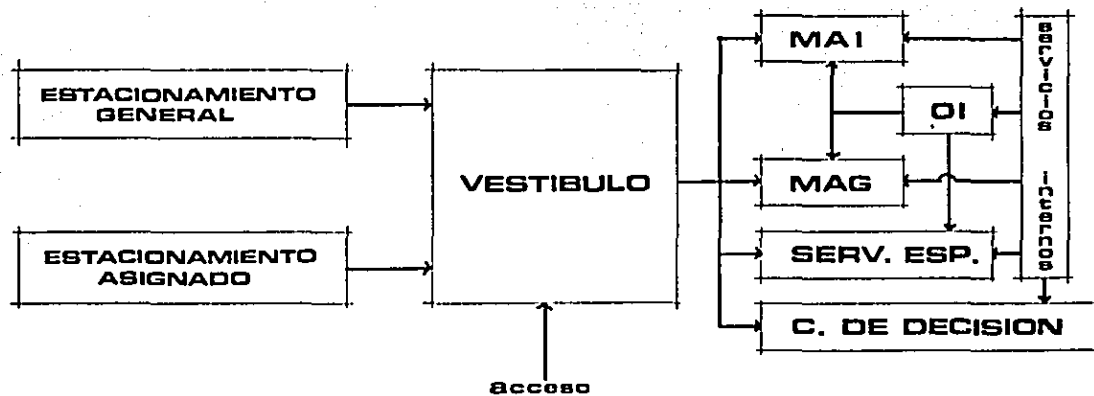 ESTACIONAMIENTO
GENERAL
ESTACIONAMIENTO
ASIGNADO
VESTIBULO
acceso
MAI
OI
MAG
SERV. ESP.
C. DE DECISION
servicios internos